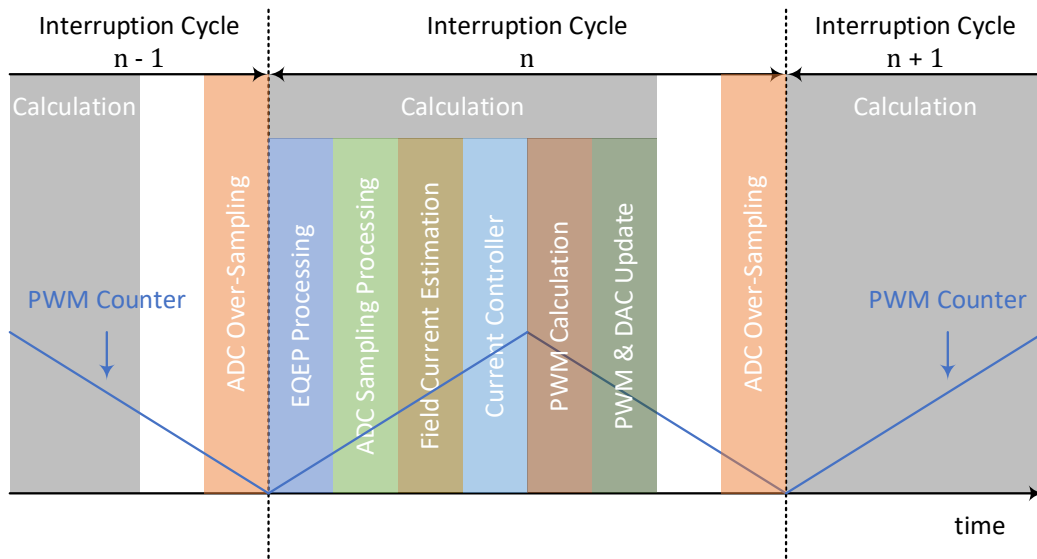 Interruption Cycle
n - 1
Interruption Cycle
n
Interruption Cycle
n + 1
Calculation
Calculation
Calculation
ADC Over-Sampling
EQEP Processing
ADC Sampling Processing
Field Current Estimation
Current Controller
PWM Calculation
PWM & DAC Update
ADC Over-Sampling
PWM Counter
PWM Counter
time